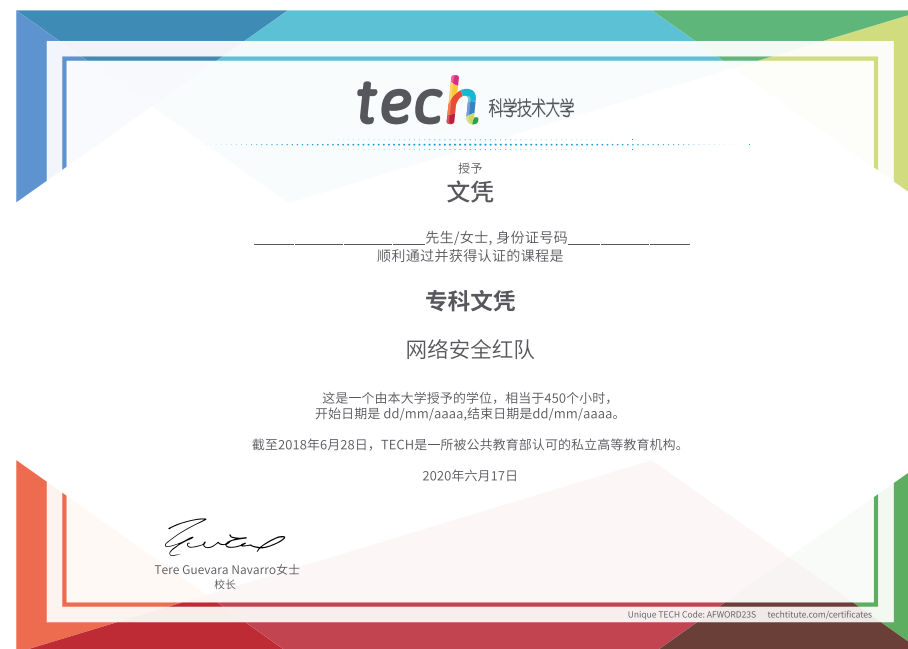 tech 科学技术大学
授予
文凭
_____________________先生/女士, 身份证号码_______________
顺利通过并获得认证的课程是
专科文凭
网络安全红队
这是一个由本大学授予的学位，相当于450个小时，
开始日期是 dd/mm/aaaa,结束日期是dd/mm/aaaa。
截至2018年6月28日，TECH是一所被公共教育部认可的私立高等教育机构。
2020年六月17日
Tere Guevara Navarro女士
校长
Unique TECH Code: AFWORD23S techtitute.com/certificates